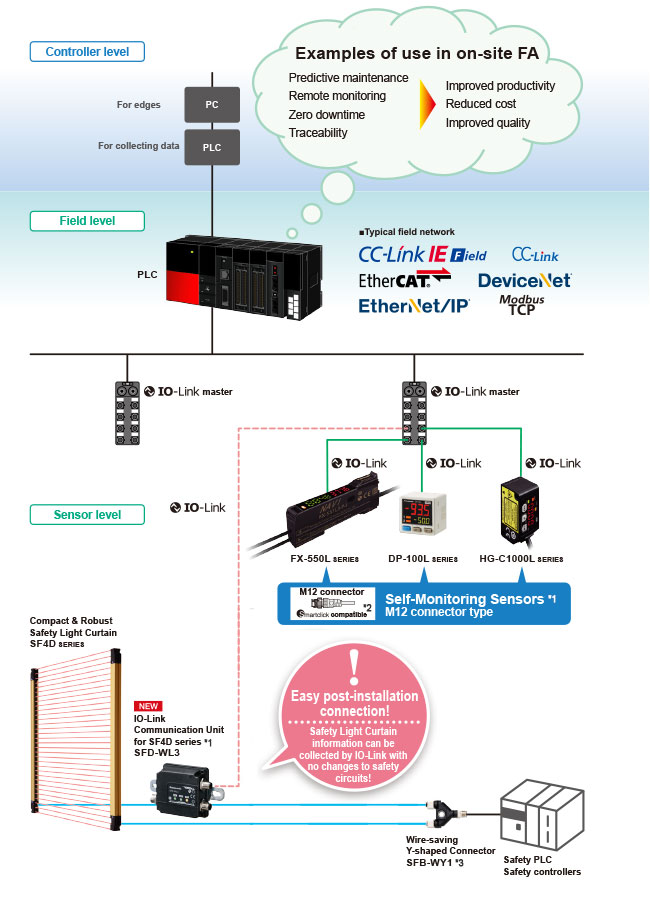 Controller level
Examples of use in on-site FA
Predictive maintenance
Remote monitoring
Zero downtime
Traceability
Improved productivity
Reduced cost
Improved quality
For edges
PC
For collecting data
PLC
Field level
■Typical field network
CC-Link IE Field
CC-Link
EtherCAT
DeviceNet
EtherNet/IP
Modbus
TCP
PLC
IO-Link master
IO-Link master
IO-Link
IO-Link
IO-Link
Sensor level
IO-Link
935
50.0
FX-550L SERIES
DP-100L SERIES
HG-C1000L SERIES
M12 connector
*2
Smartclick compatible
Self-Monitoring Sensors *1
M12 connector type
Compact & Robust
Safety Light Curtain
SF4D SERIES
NEW
IO-Link
Communication Unit
for SF4D series *1
SFD-WL3
!
Easy post-installation
connection!
Safety Light Curtain
information can be
collected by IO-Link with
no changes to safety
circuits!
Wire-saving
Y-shaped Connector
SFB-WY1 *3
Safety PLC
Safety controllers